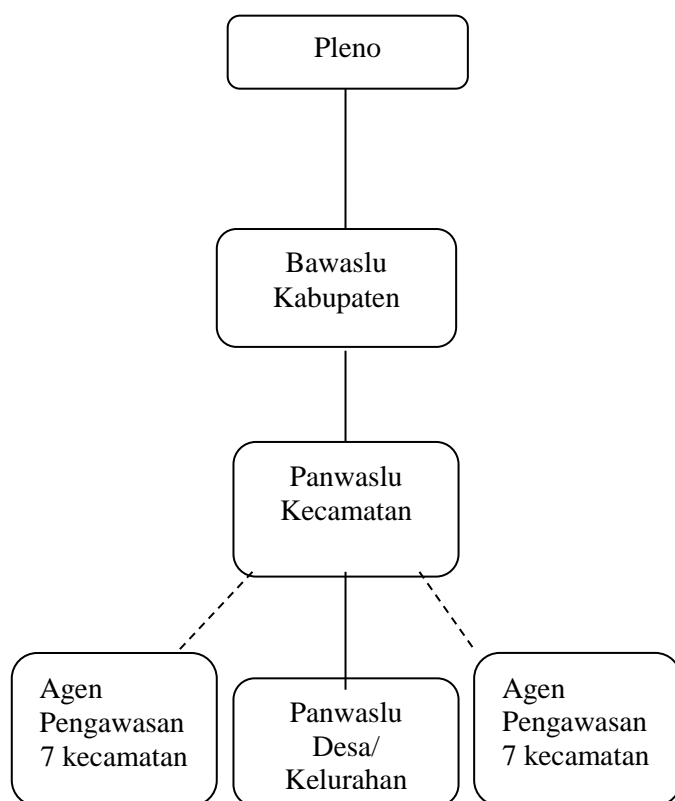 Pleno
Bawaslu
Kabupaten
Panwaslu
Kecamatan
Agen
Pengawasan
7 kecamatan
Panwaslu
Desa/
Kelurahan
Agen
Pengawasan
7 kecamatan